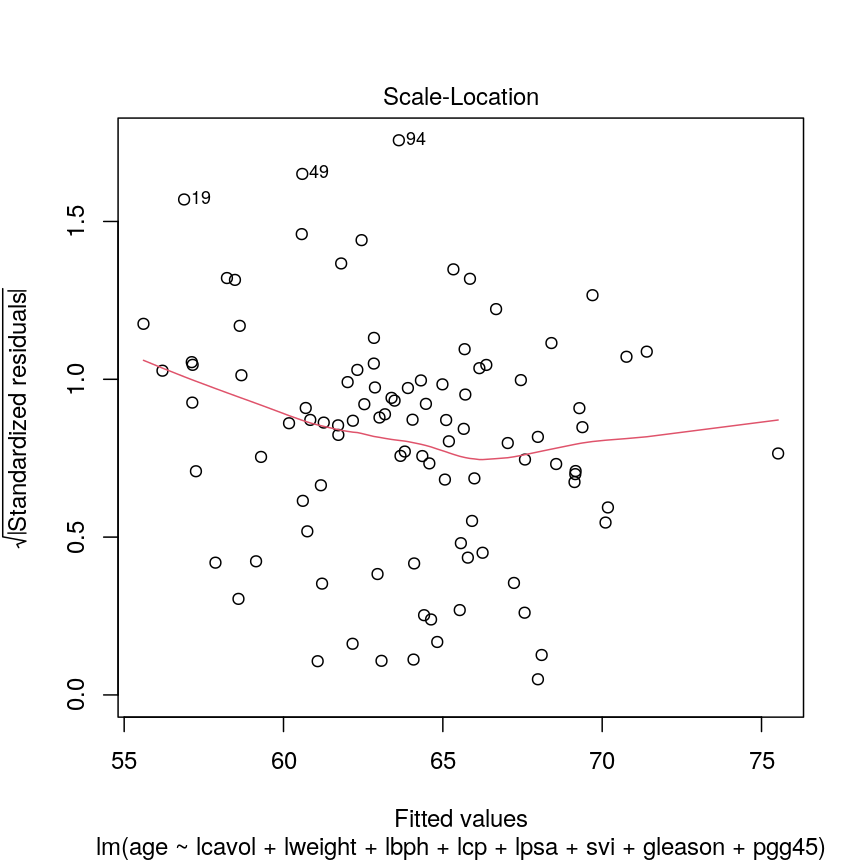 Scale-Location
94
49
19
√|Standardized residuals|
1.5
1.0
0.5
0.0
55 60 65 70 75
Fitted values
lm(age ~ lcavol + lweight + lbph + lcp + lpsa + svi + gleason + pgg45)